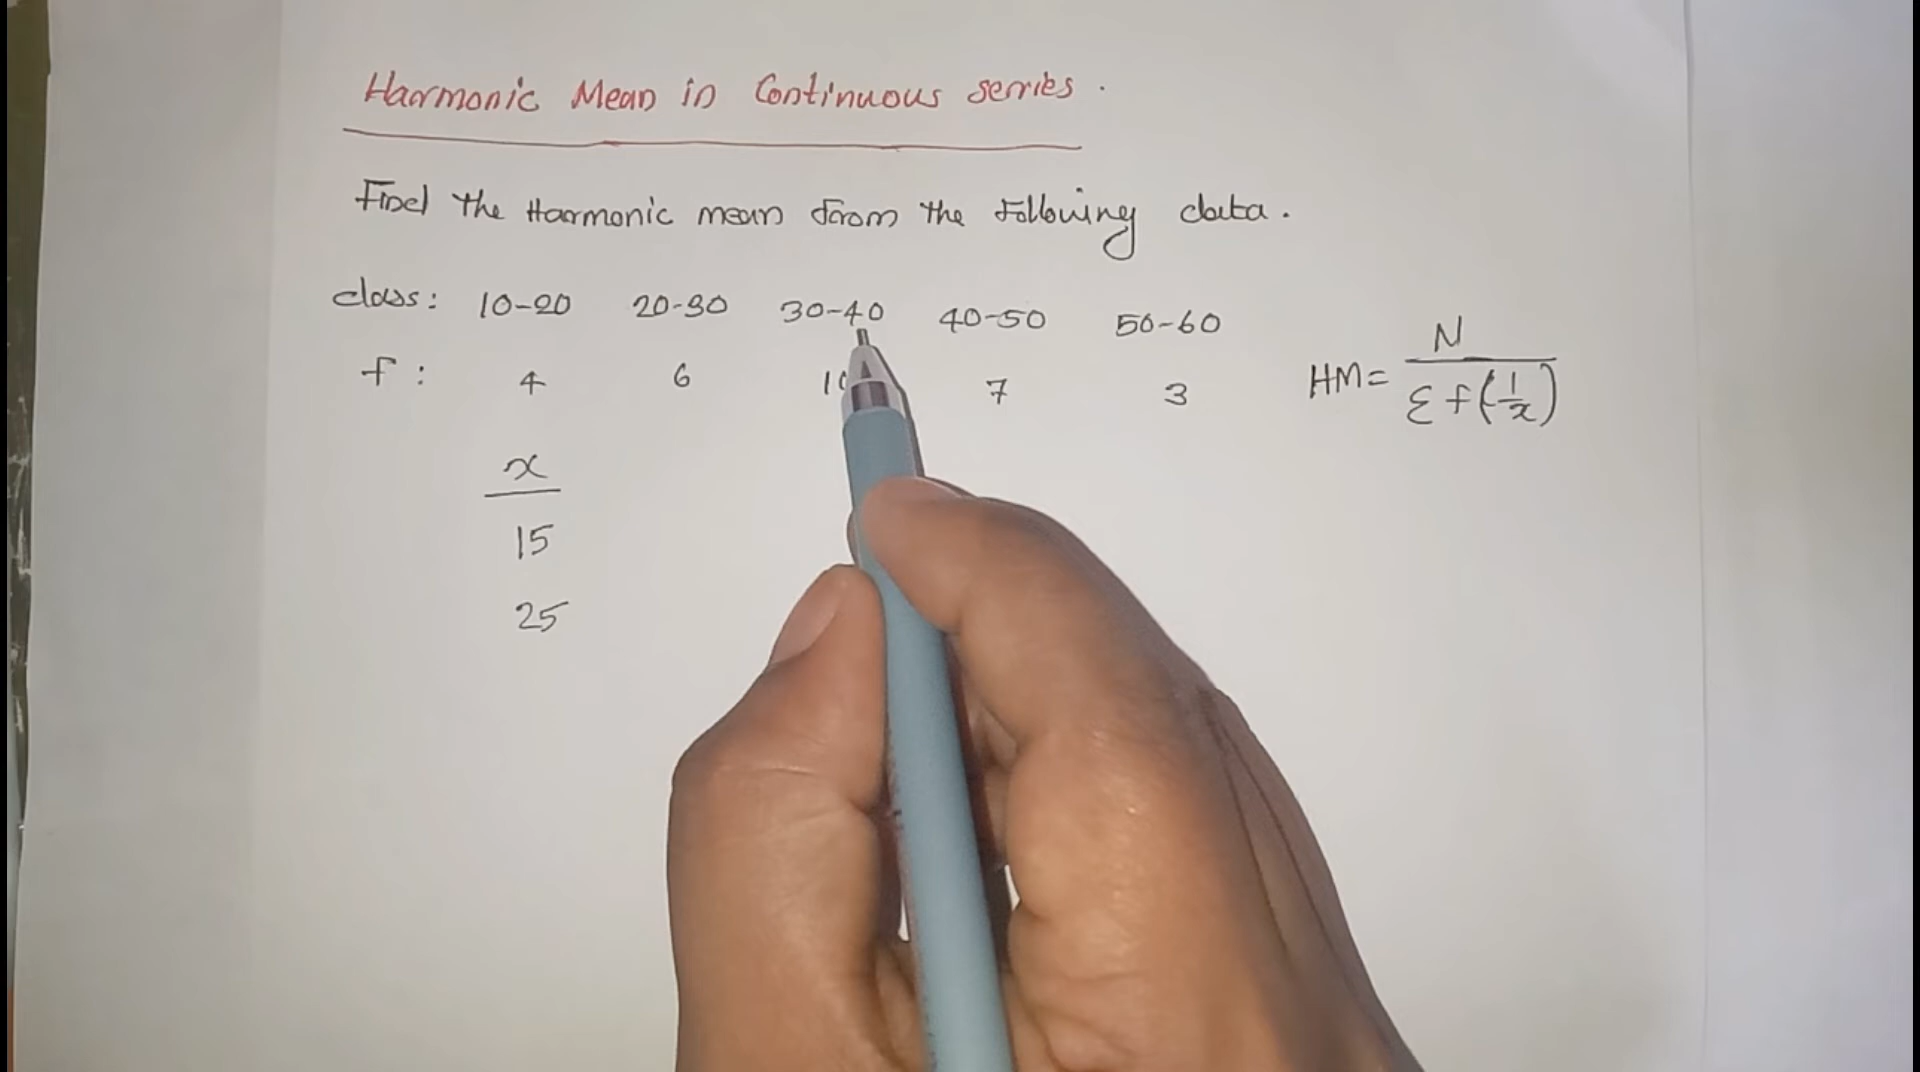 Harmonic Mean in Continuous series.
Find the Harmonic mean from the following data.
class: 10-20 20-30 30-40 40-50 50-60
f: 4 6 10 7 3
HM = N / Σf(1/x)
x
15
25